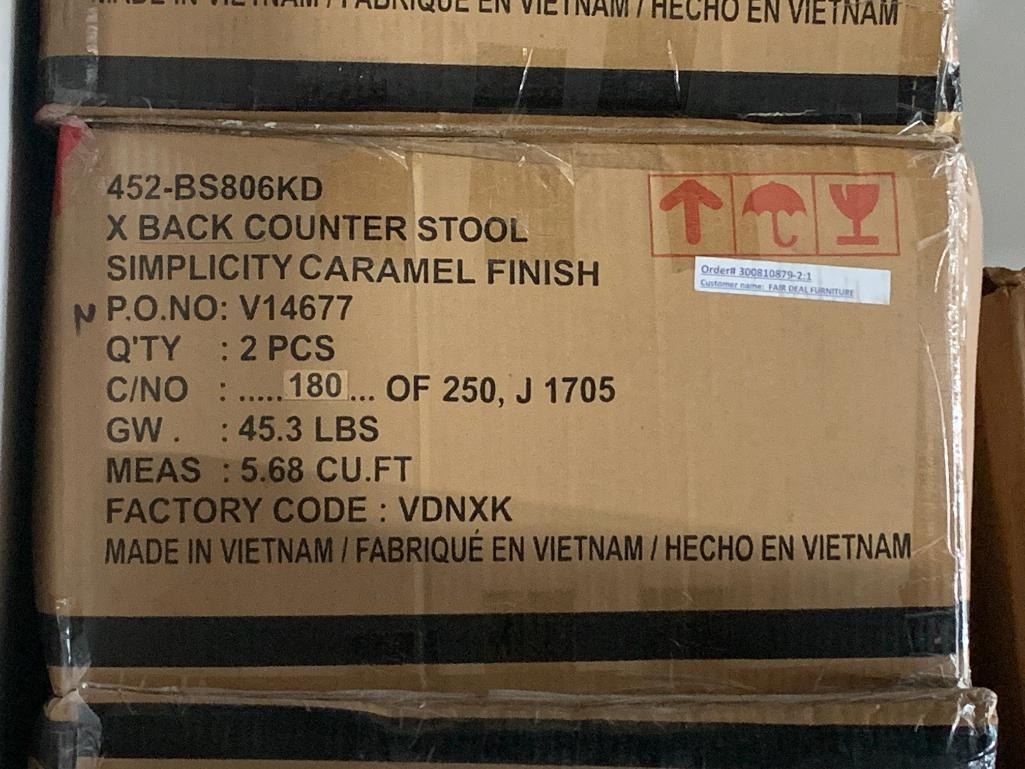 MADE IN VIETNAM / FABRIQUÉ EN VIETNAM / HECHO EN VIETNAM
452-BS806KD
X BACK COUNTER STOOL
SIMPLICITY CARAMEL FINISH
Order# 300810879-2:1
Customer name: FAIR DEAL FURNITURE
N P.O.NO: V14677
Q'TY : 2 PCS
C/NO : ..... 180 ... OF 250, J 1705
GW . : 45.3 LBS
MEAS : 5.68 CU.FT
FACTORY CODE : VDNXK
MADE IN VIETNAM / FABRIQUÉ EN VIETNAM / HECHO EN VIETNAM